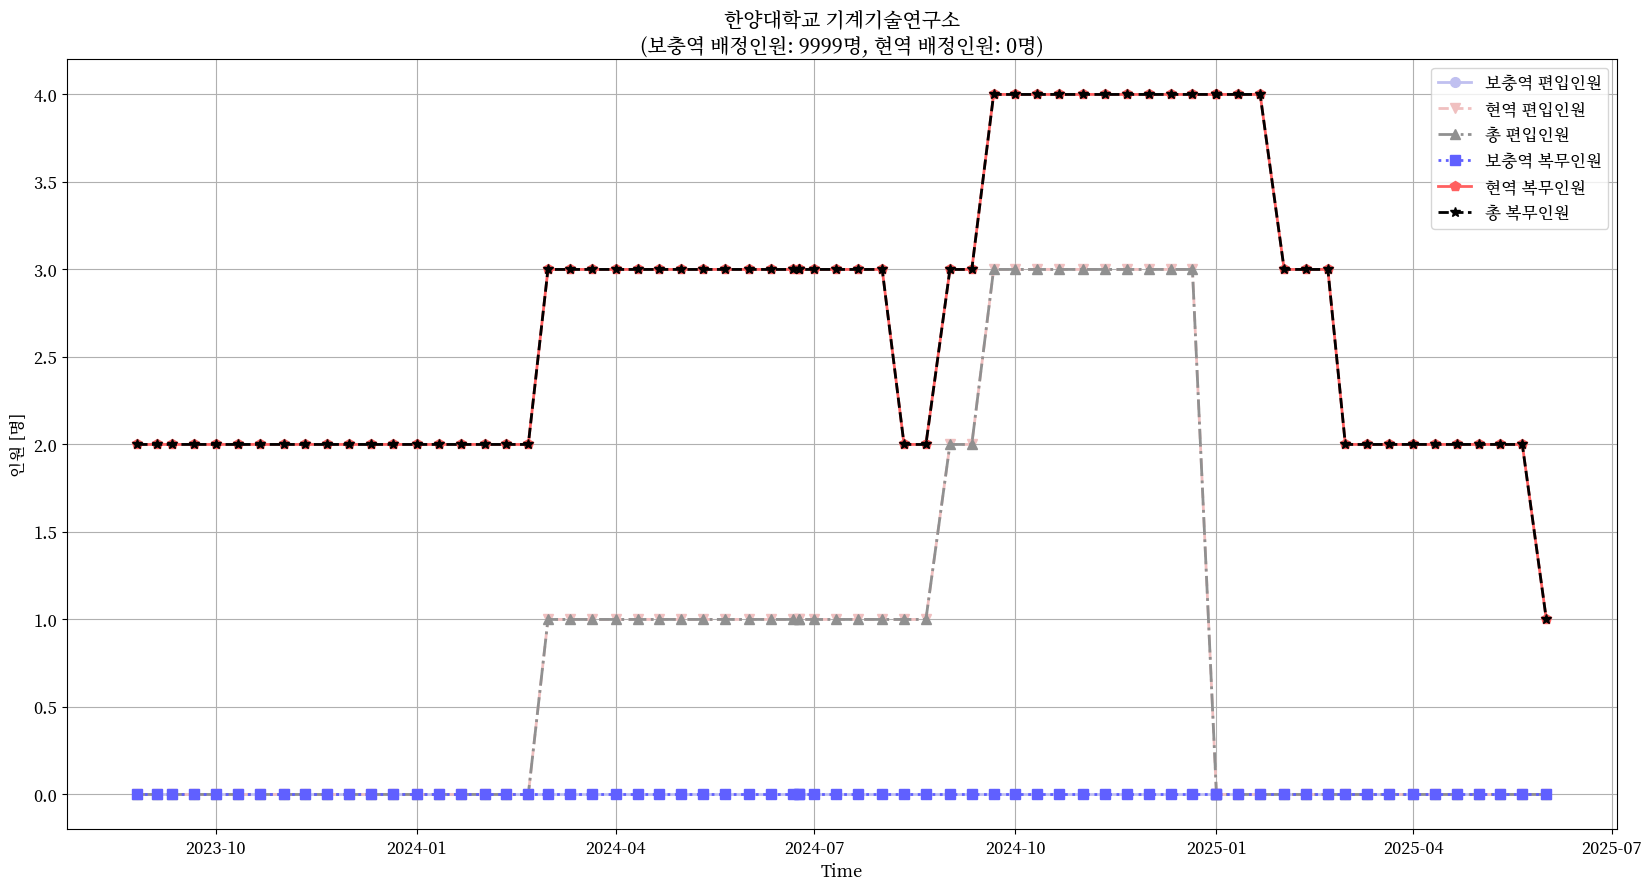 한양대학교 기계기술연구소
(보충역 배정인원: 9999명, 현역 배정인원: 0명)
보충역 편입인원
현역 편입인원
총 편입인원
보충역 복무인원
현역 복무인원
총 복무인원
인원 [명]
4.0
3.5
3.0
2.5
2.0
1.5
1.0
0.5
0.0
2023-10
2024-01
2024-04
2024-07
2024-10
2025-01
2025-04
2025-07
Time